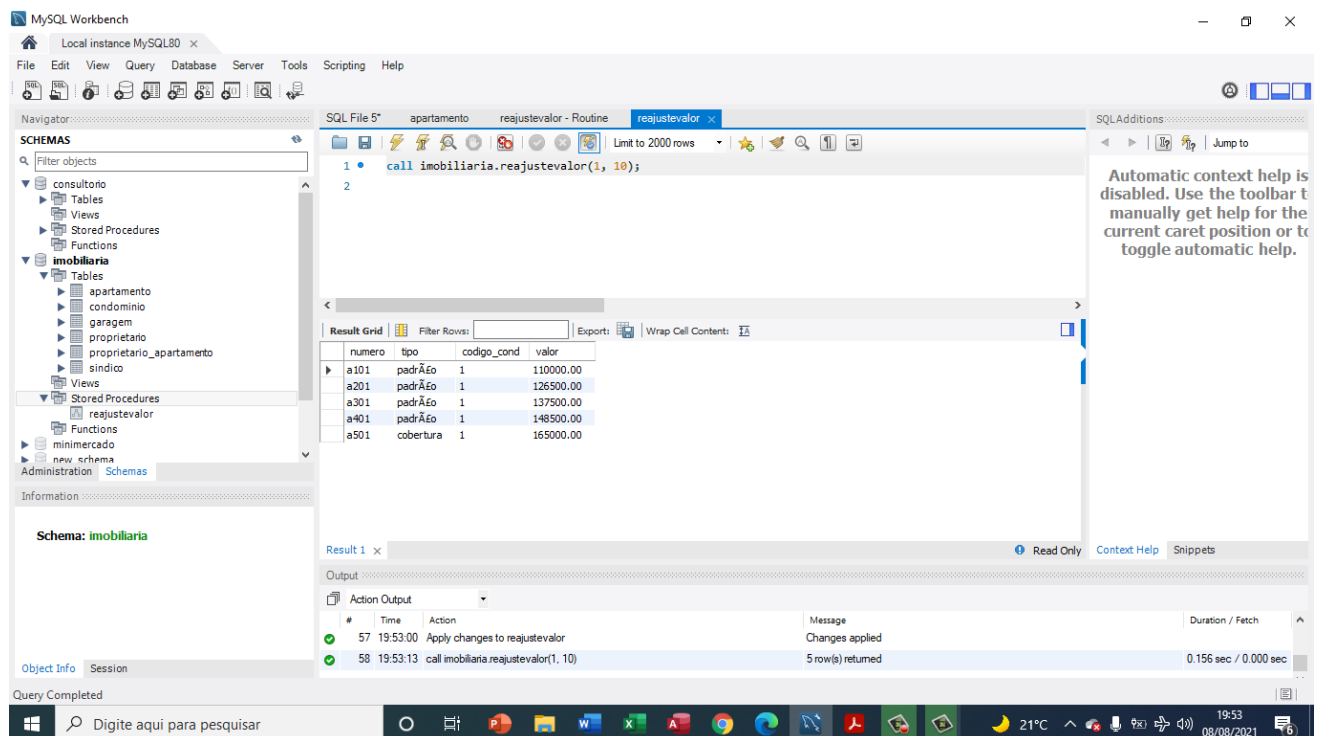 MySQL Workbench
Local instance MySQL80
File Edit View Query Database Server Tools Scripting Help
Navigator
SCHEMAS
Filter objects
consultorio
Tables
Views
Stored Procedures
Functions
imobiliaria
Tables
apartamento
condominio
garagem
proprietario
proprietario_apartamento
sindico
Views
Stored Procedures
reajustevalor
Functions
minimercado
new_schema
Administration Schemas
Information
Schema: imobiliaria
Object Info Session
SQL File 5* apartamento reajustevalor - Routine reajustevalor
Limit to 2000 rows
1 call imobiliaria.reajustevalor(1, 10);
2
Result Grid Filter Rows: Export: Wrap Cell Content:
numero tipo codigo_cond valor
a101 padrÃ£o 1 110000.00
a201 padrÃ£o 1 126500.00
a301 padrÃ£o 1 137500.00
a401 padrÃ£o 1 148500.00
a501 cobertura 1 165000.00
Result 1 Read Only
Output
Action Output
# Time Action Message Duration / Fetch
57 19:53:00 Apply changes to reajustevalor Changes applied
58 19:53:13 call imobiliaria.reajustevalor(1, 10) 5 row(s) returned 0.156 sec / 0.000 sec
SQLAdditions
Jump to
Automatic context help is
disabled. Use the toolbar t
manually get help for the
current caret position or to
toggle automatic help.
Context Help Snippets
Query Completed
Digite aqui para pesquisar
21°C
19:53
08/08/2021
6